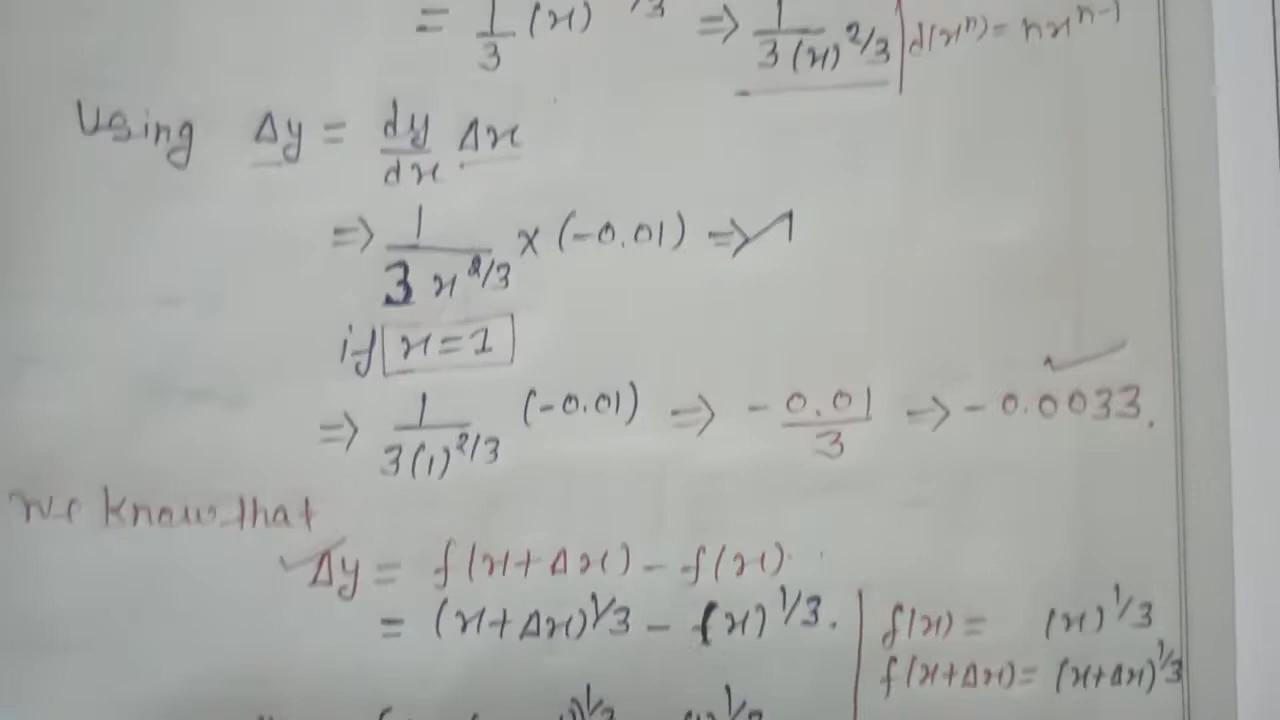 = 1/3 (x) /3 => 1/3(x)^2/3 | d(x^n) = nx^n-1
Using Δy = dy/dx Δx
=> 1/3 x^2/3 × (-0.01) => 1
if x=1
=> 1/3(1)^2/3 (-0.01) => -0.01/3 => -0.0033.
We know that
Δy = f(x+Δx) - f(x).
= (x+Δx)^1/3 - (x)^1/3. | f(x) = (x)^1/3
f(x+Δx) = (x+Δx)^1/3